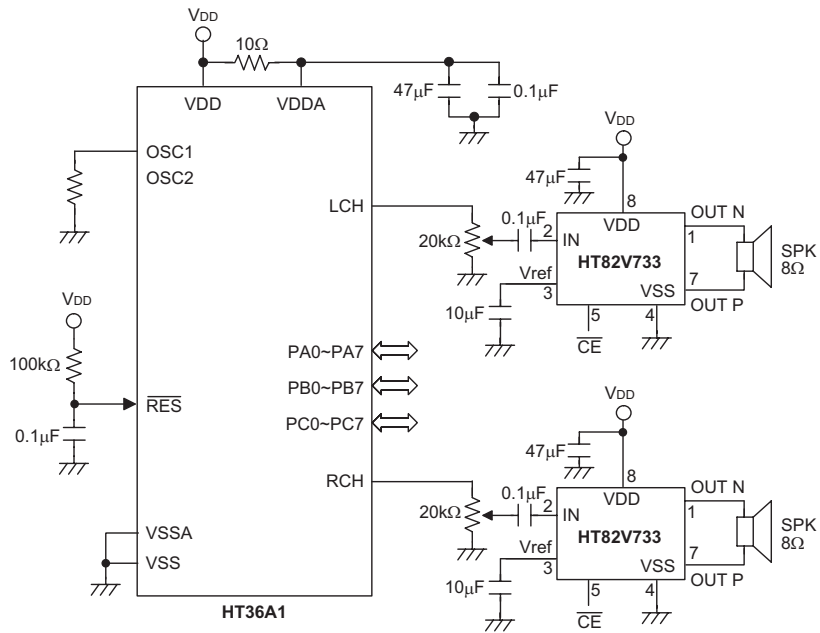 VDD
10Ω
VDD
VDDA
47μF
0.1μF
OSC1
OSC2
LCH
20kΩ
0.1μF
VDD
47μF
8
VDD
2
IN
HT82V733
Vref
3
10μF
VSS
5
4
CE
OUT N
1
7
OUT P
SPK
8Ω
VDD
100kΩ
RES
0.1μF
PA0~PA7
PB0~PB7
PC0~PC7
RCH
20kΩ
0.1μF
VDD
47μF
8
VDD
2
IN
HT82V733
Vref
3
10μF
VSS
5
4
CE
OUT N
1
7
OUT P
SPK
8Ω
VSSA
VSS
HT36A1